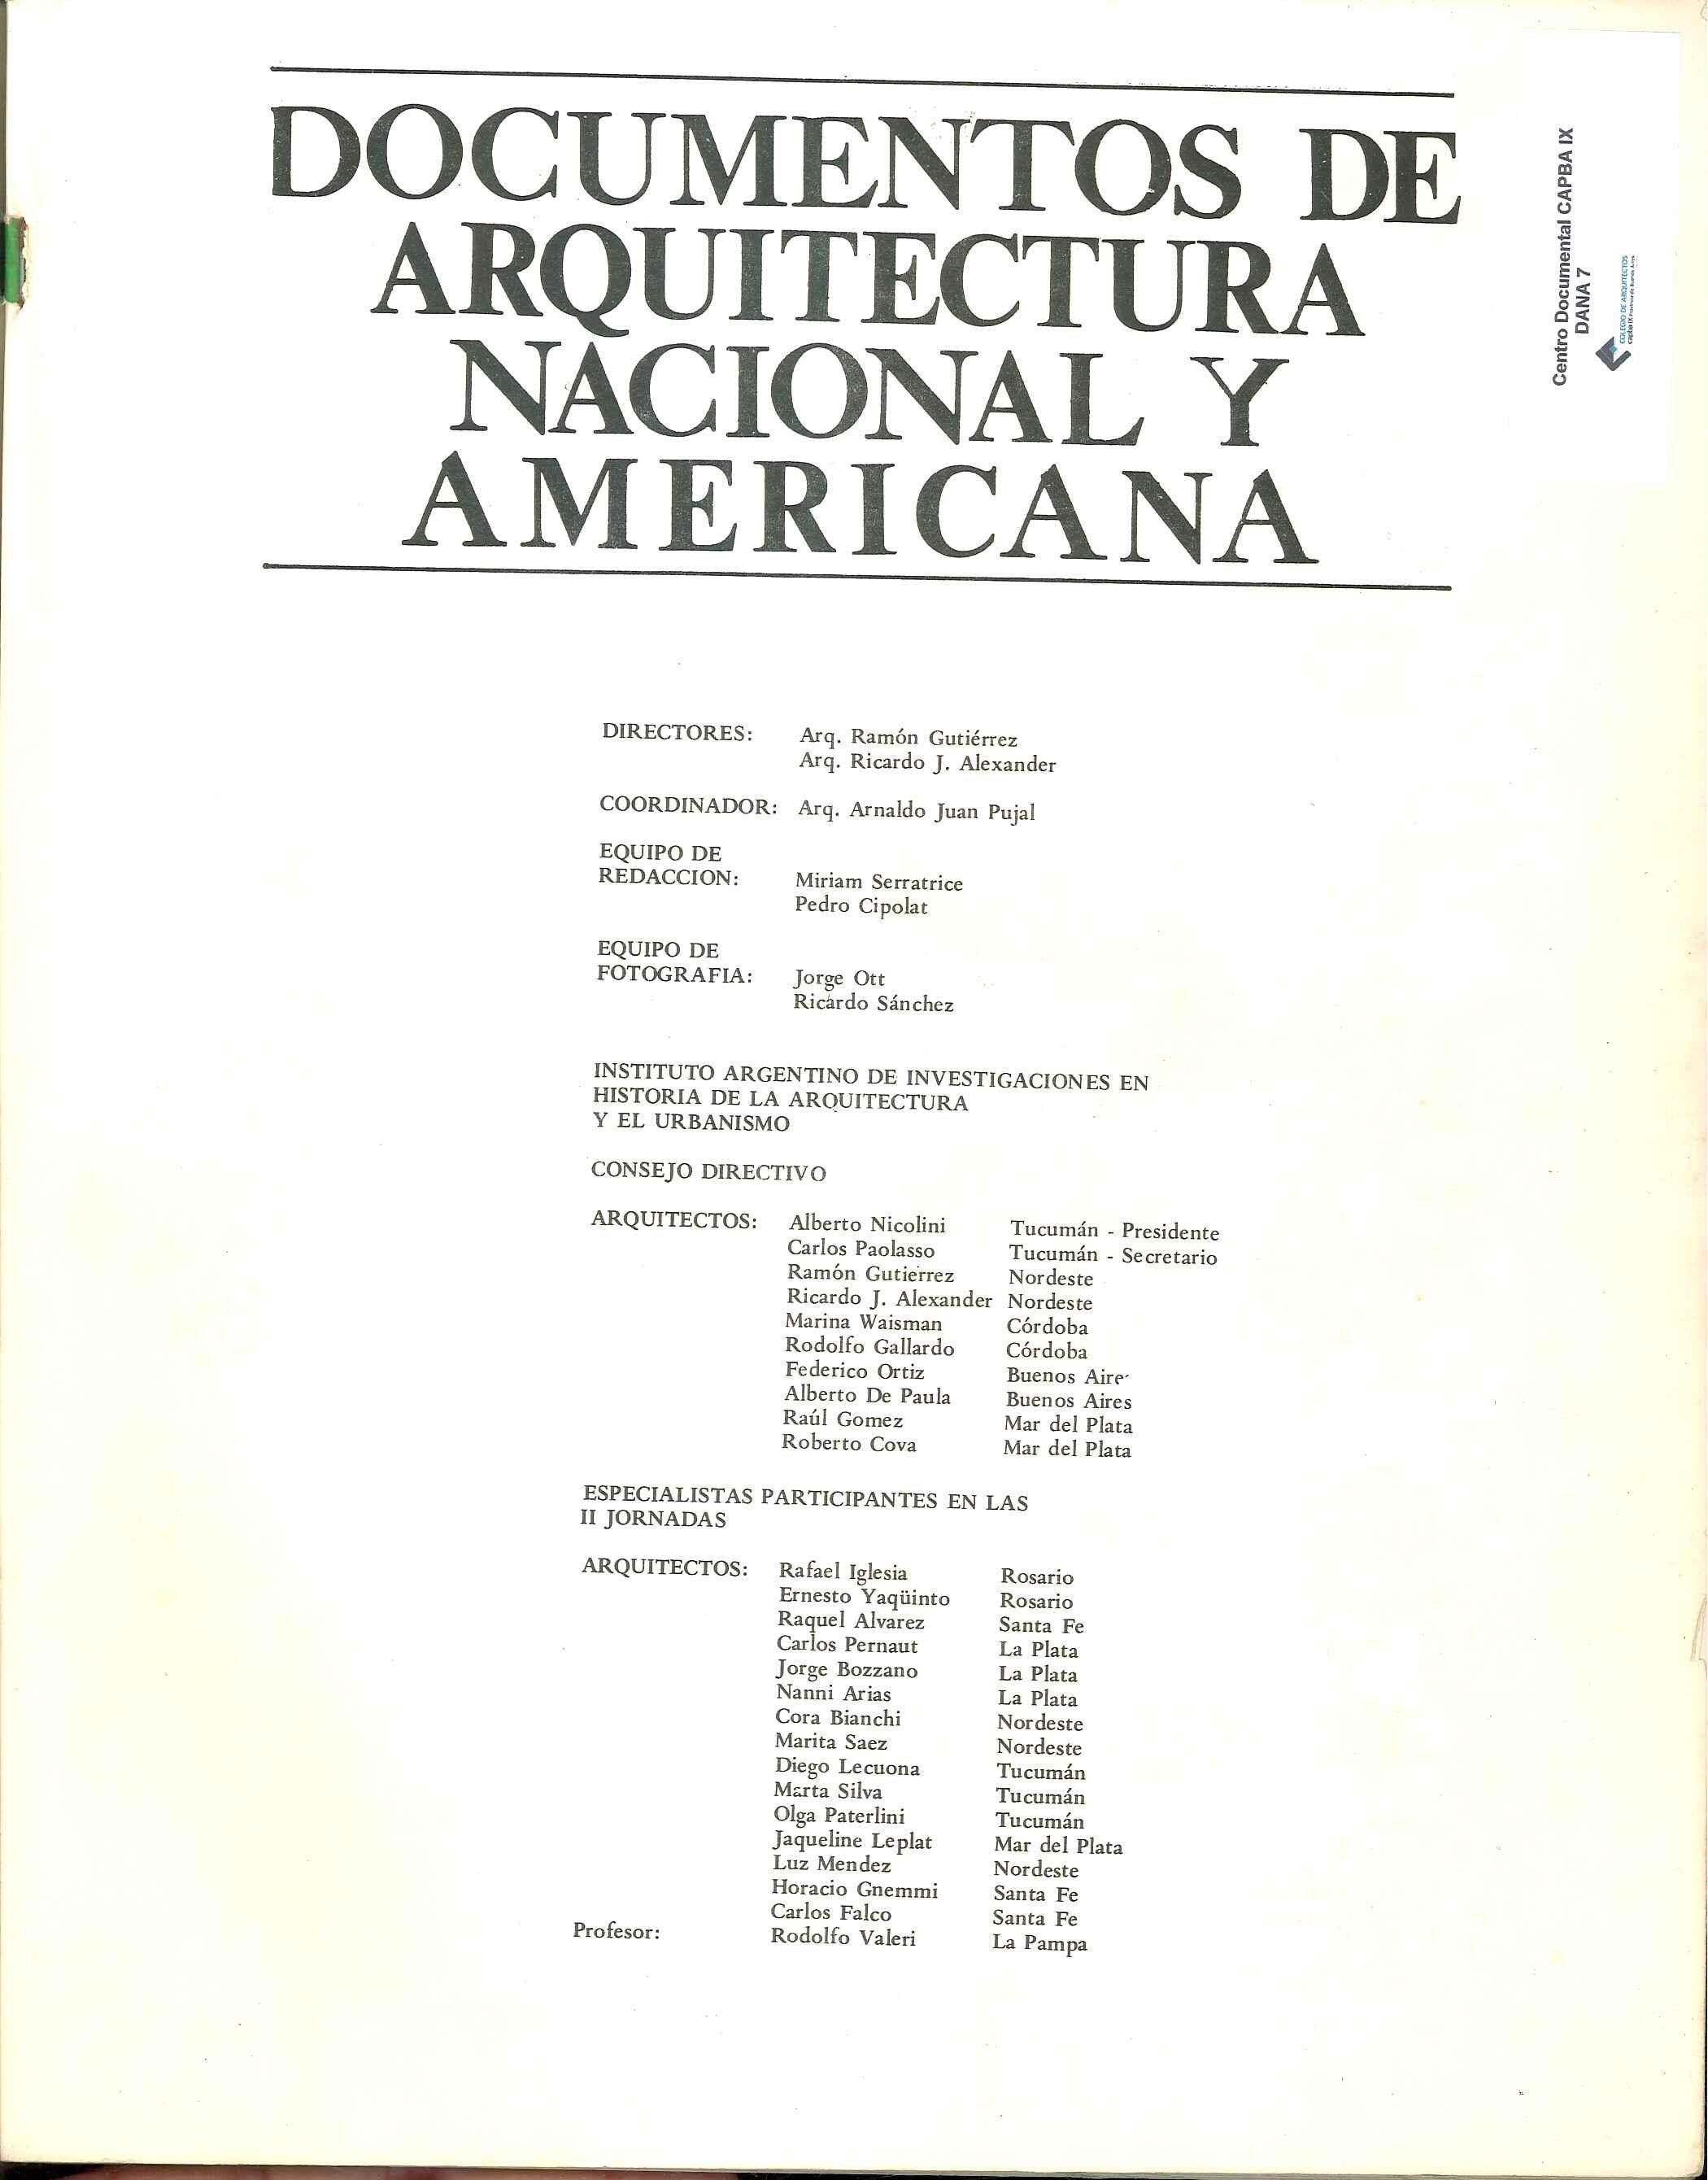 DOCUMENTOS DE
ARQUITECTURA
NACIONAL Y
AMERICANA
Centro Documental CAPBA IX
DANA 7
COLEGIO DE ARQUITECTOS
DIRECTORES: Arq. Ramón Gutiérrez
Arq. Ricardo J. Alexander
COORDINADOR: Arq. Arnaldo Juan Pujal
EQUIPO DE
REDACCION: Miriam Serratrice
Pedro Cipolat
EQUIPO DE
FOTOGRAFIA: Jorge Ott
Ricardo Sánchez
INSTITUTO ARGENTINO DE INVESTIGACIONES EN
HISTORIA DE LA ARQUITECTURA
Y EL URBANISMO
CONSEJO DIRECTIVO
ARQUITECTOS: Alberto Nicolini Tucumán - Presidente
Carlos Paolasso Tucumán - Secretario
Ramón Gutierrez Nordeste
Ricardo J. Alexander Nordeste
Marina Waisman Córdoba
Rodolfo Gallardo Córdoba
Federico Ortiz Buenos Aire
Alberto De Paula Buenos Aires
Raúl Gomez Mar del Plata
Roberto Cova Mar del Plata
ESPECIALISTAS PARTICIPANTES EN LAS
II JORNADAS
ARQUITECTOS: Rafael Iglesia Rosario
Ernesto Yaqüinto Rosario
Raquel Alvarez Santa Fe
Carlos Pernaut La Plata
Jorge Bozzano La Plata
Nanni Arias La Plata
Cora Bianchi Nordeste
Marita Saez Nordeste
Diego Lecuona Tucumán
Marta Silva Tucumán
Olga Paterlini Tucumán
Jaqueline Leplat Mar del Plata
Luz Mendez Nordeste
Horacio Gnemmi Santa Fe
Carlos Falco Santa Fe
Profesor: Rodolfo Valeri La Pampa